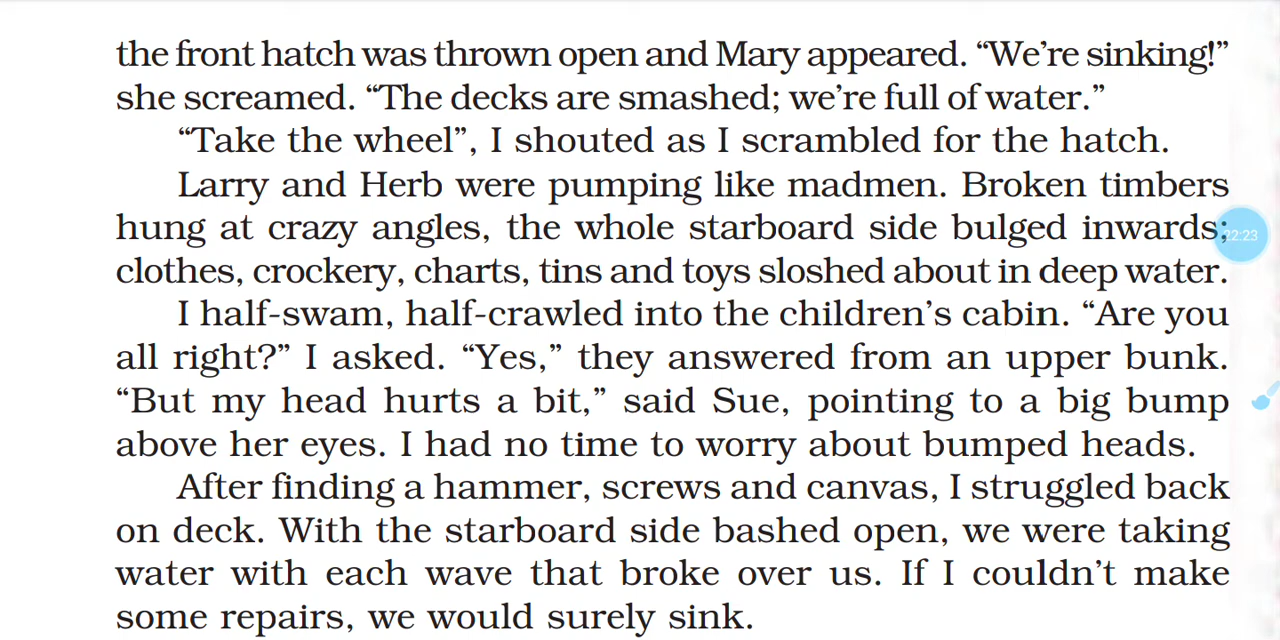 the front hatch was thrown open and Mary appeared. “We’re sinking!”
she screamed. “The decks are smashed; we’re full of water.”
“Take the wheel”, I shouted as I scrambled for the hatch.
Larry and Herb were pumping like madmen. Broken timbers
hung at crazy angles, the whole starboard side bulged inwards;
clothes, crockery, charts, tins and toys sloshed about in deep water.
I half-swam, half-crawled into the children’s cabin. “Are you
all right?” I asked. “Yes,” they answered from an upper bunk.
“But my head hurts a bit,” said Sue, pointing to a big bump
above her eyes. I had no time to worry about bumped heads.
After finding a hammer, screws and canvas, I struggled back
on deck. With the starboard side bashed open, we were taking
water with each wave that broke over us. If I couldn’t make
some repairs, we would surely sink.
22:23